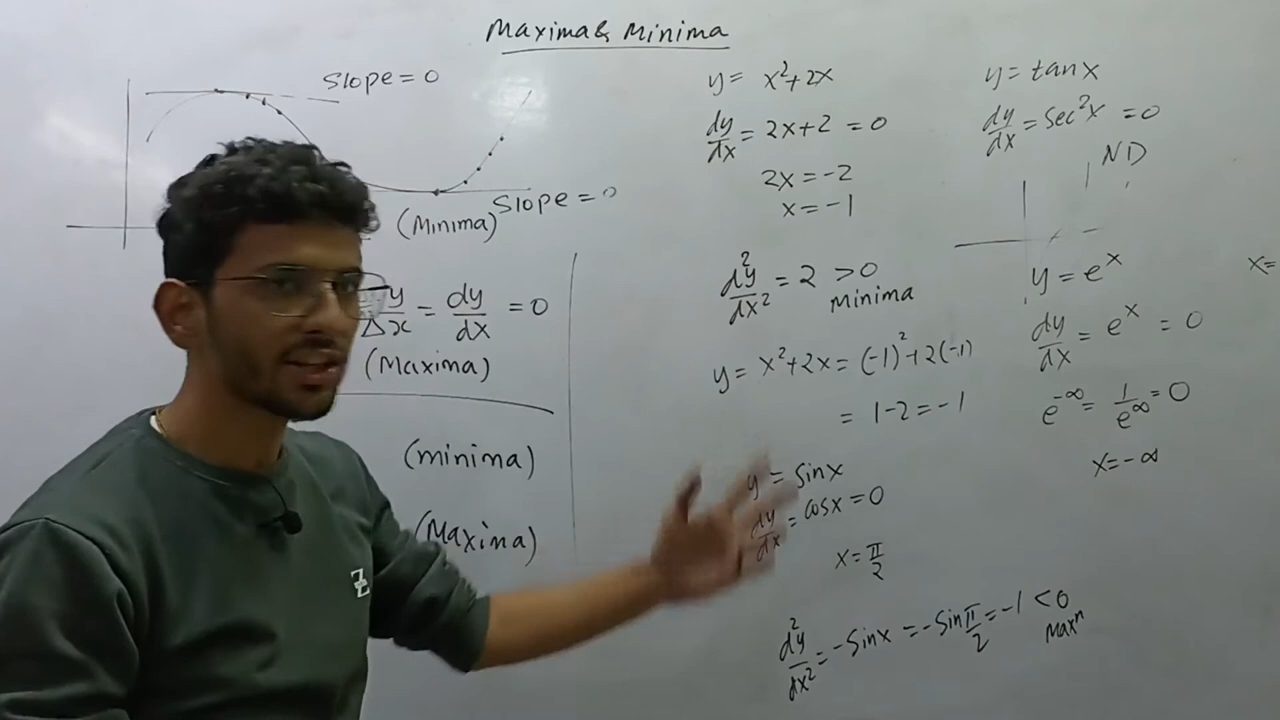 Maxima & Minima
Slope = 0
Slope = 0
(Minima)
Δx = dy/dx = 0
(Maxima)
(minima)
(Maxima)
y = x²+2x
dy/dx = 2x+2 = 0
2x = -2
x = -1
d²y/dx² = 2 >0
minima
y = x²+2x = (-1)²+2(-1)
= 1-2 = -1
y = sinx
dy/dx = cosx = 0
x = π/2
d²y/dx² = -sinx = -sin π/2 = -1 <0
Maxⁿ
y = tanx
dy/dx = sec²x = 0
ND
y = eˣ
dy/dx = eˣ = 0
e^-∞ = 1/e^∞ = 0
x = -∞
x =